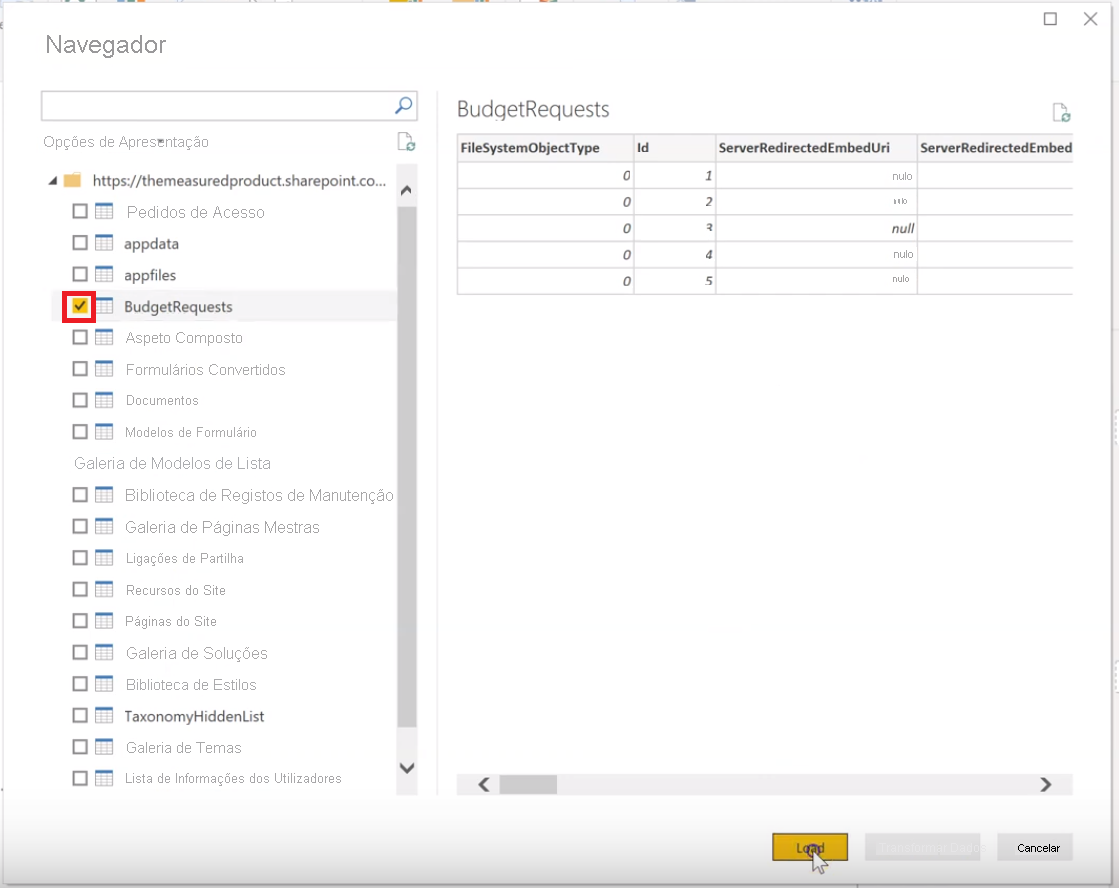 Navegador
Opções de Apresentação
https://themeasuredproduct.sharepoint.co...
Pedidos de Acesso
appdata
appfiles
BudgetRequests
Aspeto Composto
Formulários Convertidos
Documentos
Modelos de Formulário
Galeria de Modelos de Lista
Biblioteca de Registos de Manutenção
Galeria de Páginas Mestras
Ligações de Partilha
Recursos do Site
Páginas do Site
Galeria de Soluções
Biblioteca de Estilos
TaxonomyHiddenList
Galeria de Temas
Lista de Informações dos Utilizadores
BudgetRequests
FileSystemObjectType Id ServerRedirectedEmbedUri ServerRedirectedEmbed
0 1 nulo
0 2 nulo
0 3 null
0 4 nulo
0 5 nulo
Load Transformar Dados Cancelar